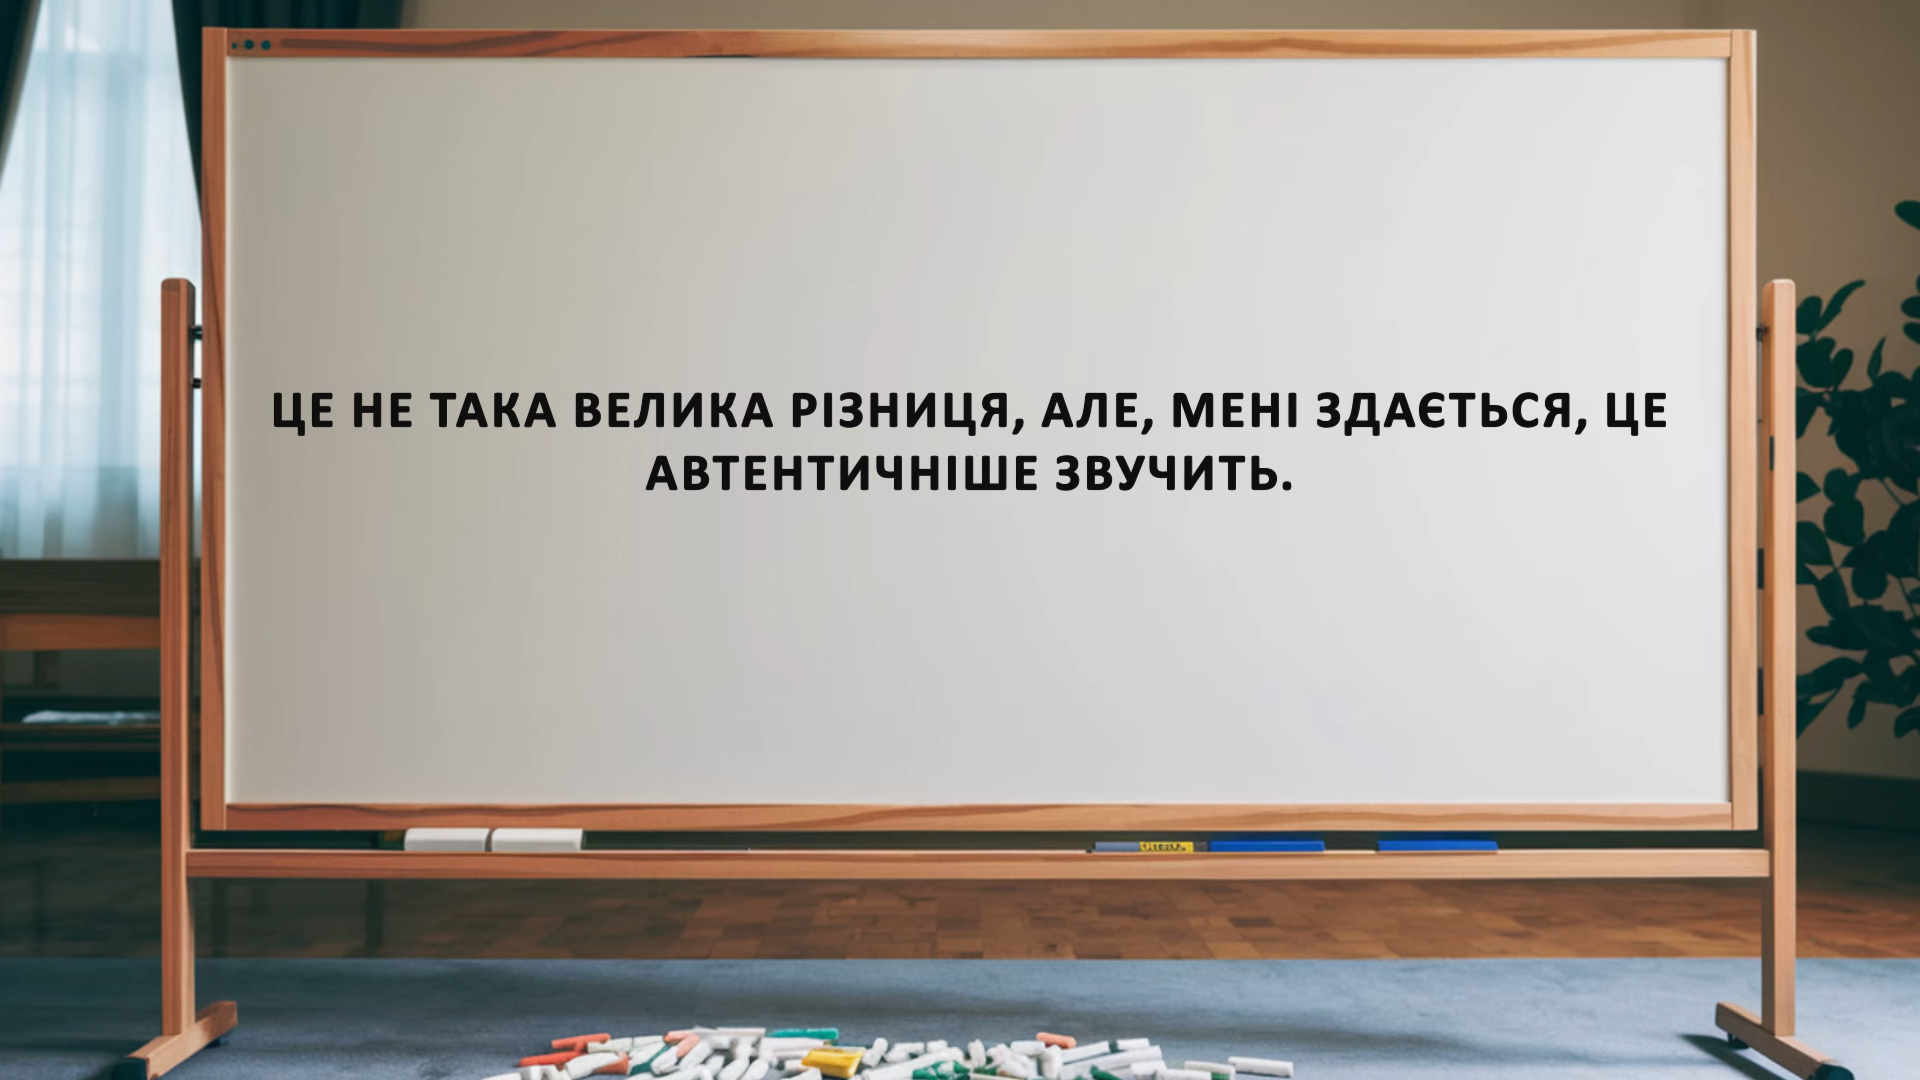 ЦЕ НЕ ТАКА ВЕЛИКА РІЗНИЦЯ, АЛЕ, МЕНІ ЗДАЄТЬСЯ, ЦЕ
АВТЕНТИЧНІШЕ ЗВУЧИТЬ.